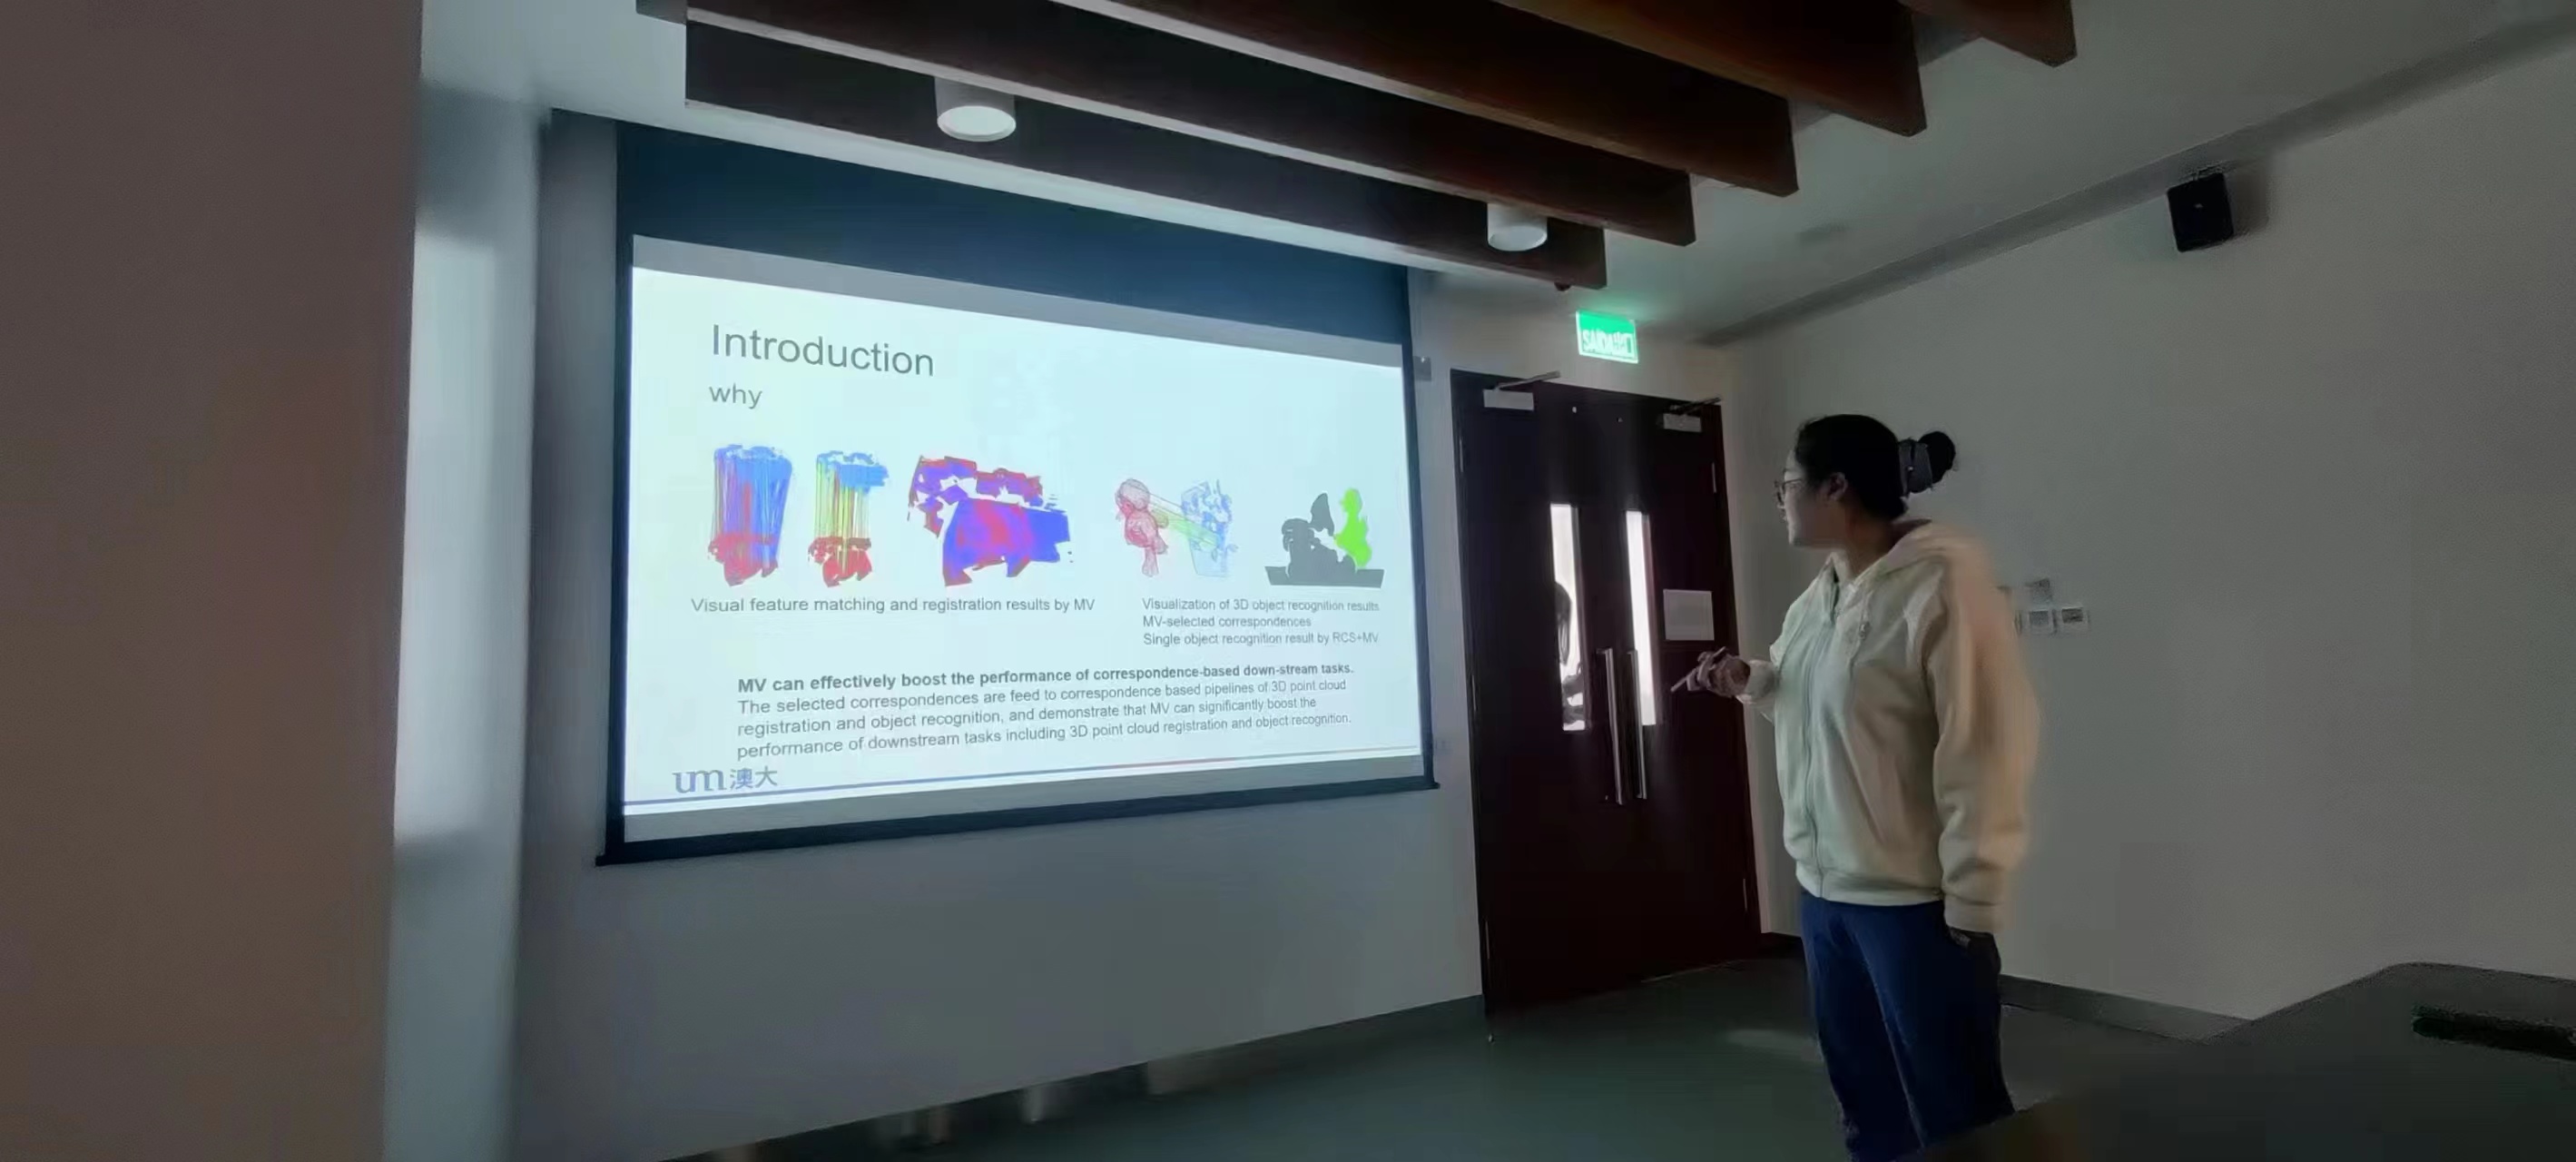 Introduction
why
Visual feature matching and registration results by MV
Visualization of 3D object recognition results
MV-selected correspondences
Single object recognition result by RCS+MV
MV can effectively boost the performance of correspondence-based down-stream tasks.
The selected correspondences are feed to correspondence based pipelines of 3D point cloud
registration and object recognition, and demonstrate that MV can significantly boost the
performance of downstream tasks including 3D point cloud registration and object recognition.
um澳大